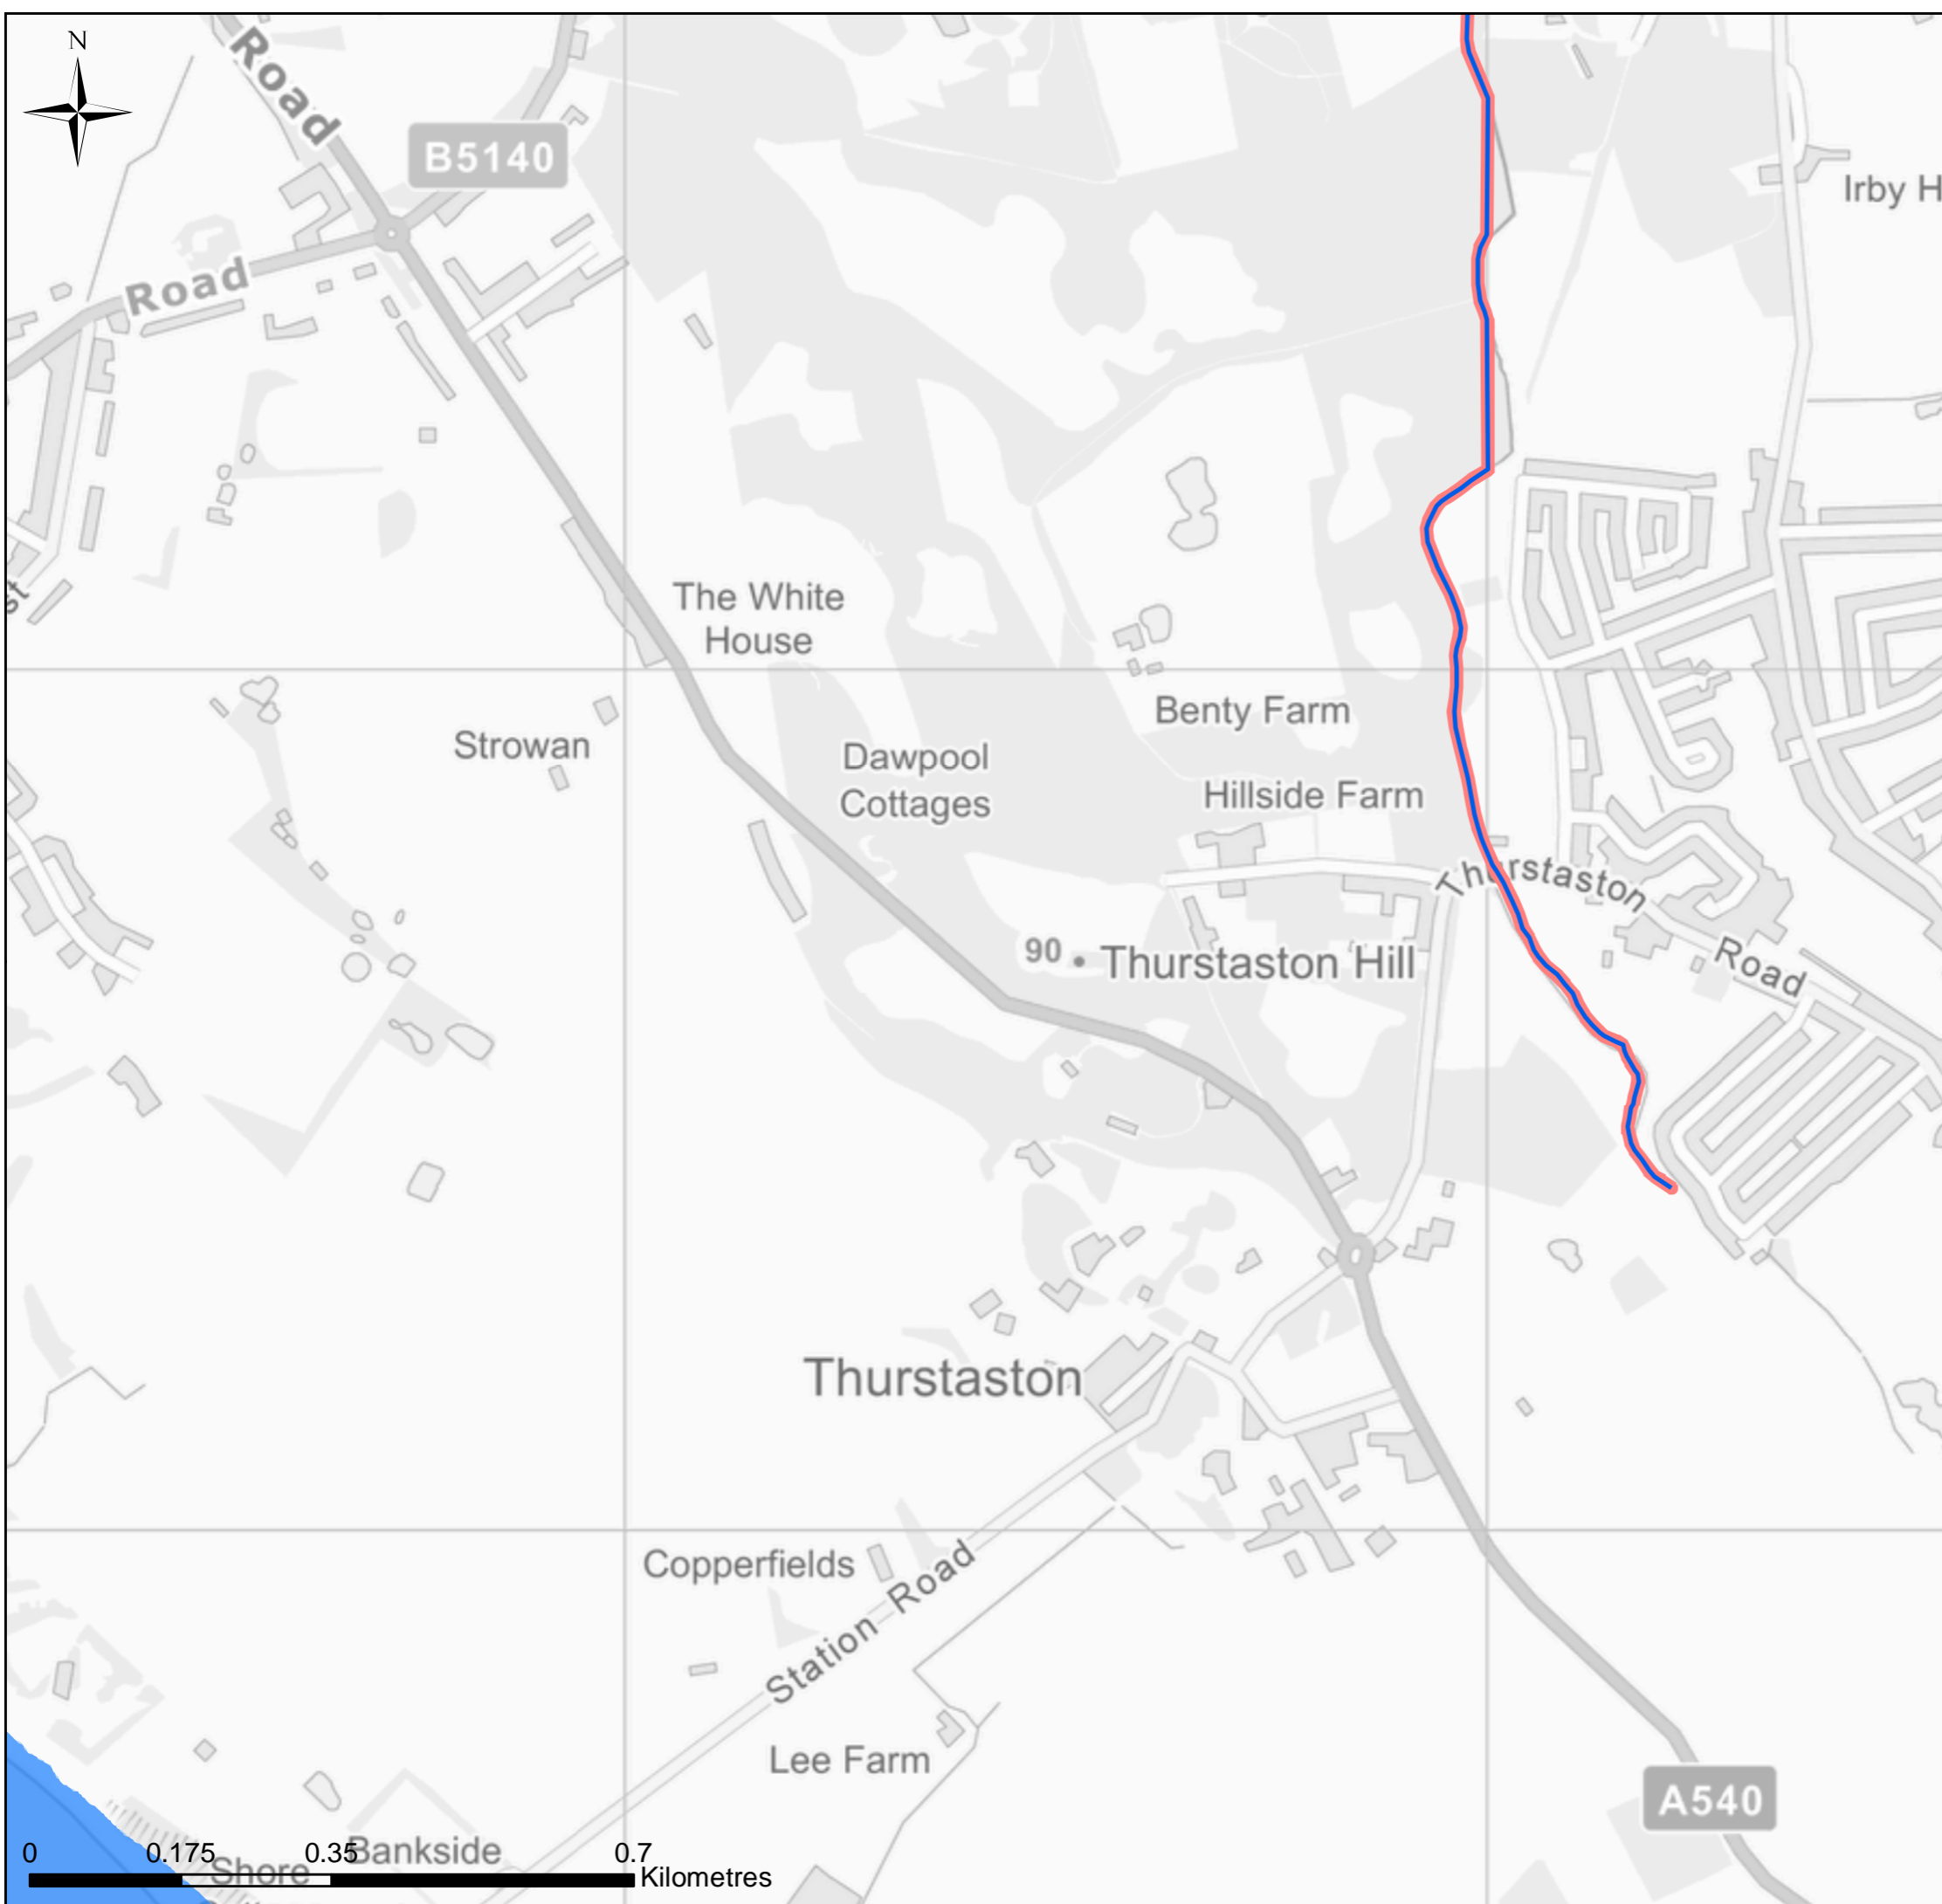 N
Road
B5140
Irby H
Road
st
The White
House
Benty Farm
Strowan
Dawpool
Cottages
Hillside Farm
Thurstaston
90
Thurstaston Hill
Road
Thurstaston
Copperfields
Station Road
Lee Farm
A540
0 0.175 0.35 0.7
Bankside
Shore
Kilometres